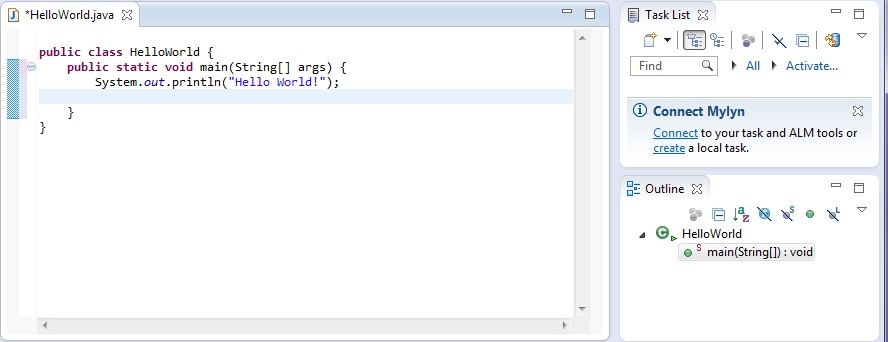 *HelloWorld.java
public class HelloWorld {
public static void main(String[] args) {
System.out.println("Hello World!");
}
}
Task List
Find
All
Activate...
Connect Mylyn
Connect to your task and ALM tools or
create a local task.
Outline
HelloWorld
main(String[]) : void